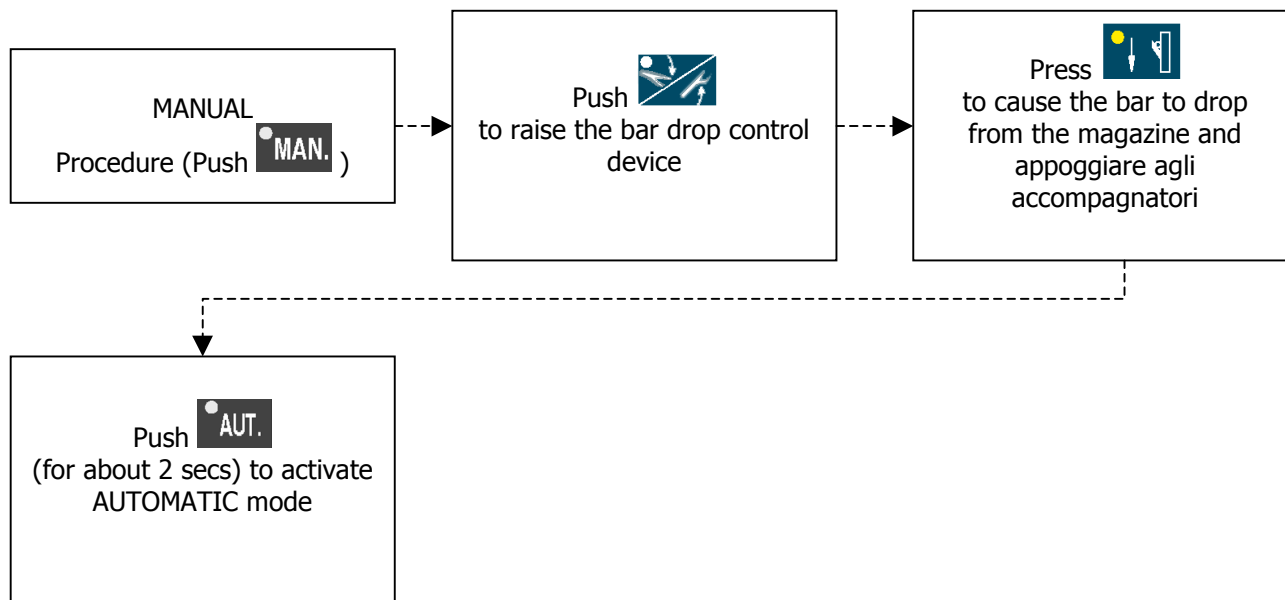 MANUAL
Procedure (Push MAN. )
Push
to raise the bar drop control
device
Press
to cause the bar to drop
from the magazine and
appoggiare agli
accompagnatori
Push AUT.
(for about 2 secs) to activate
AUTOMATIC mode